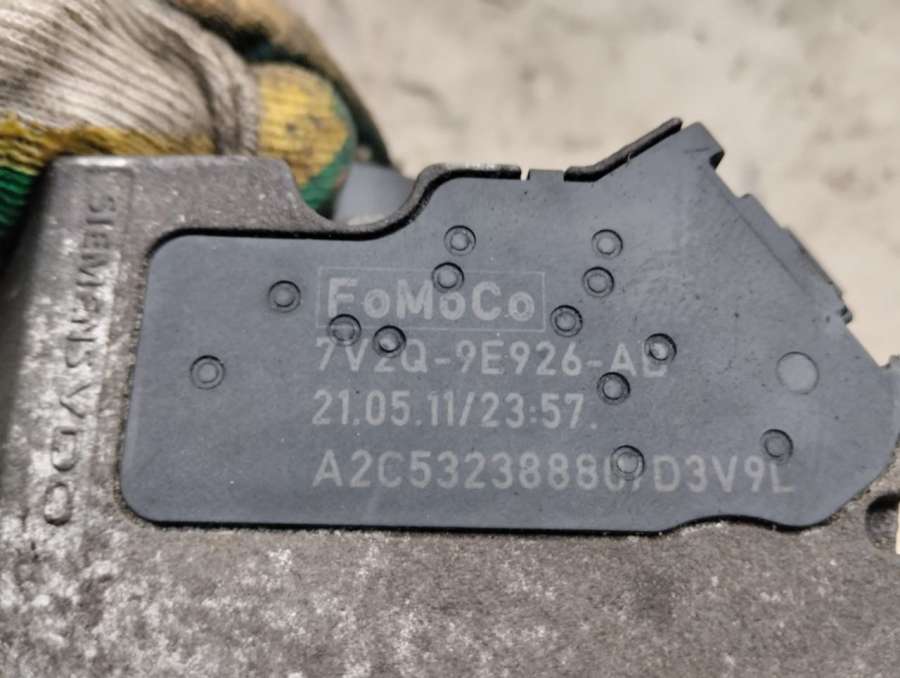 SIEMENS VDO
FoMoCo
7V2Q-9E926-AB
21.05.11/23:57.
A2C53238880/D3V9L